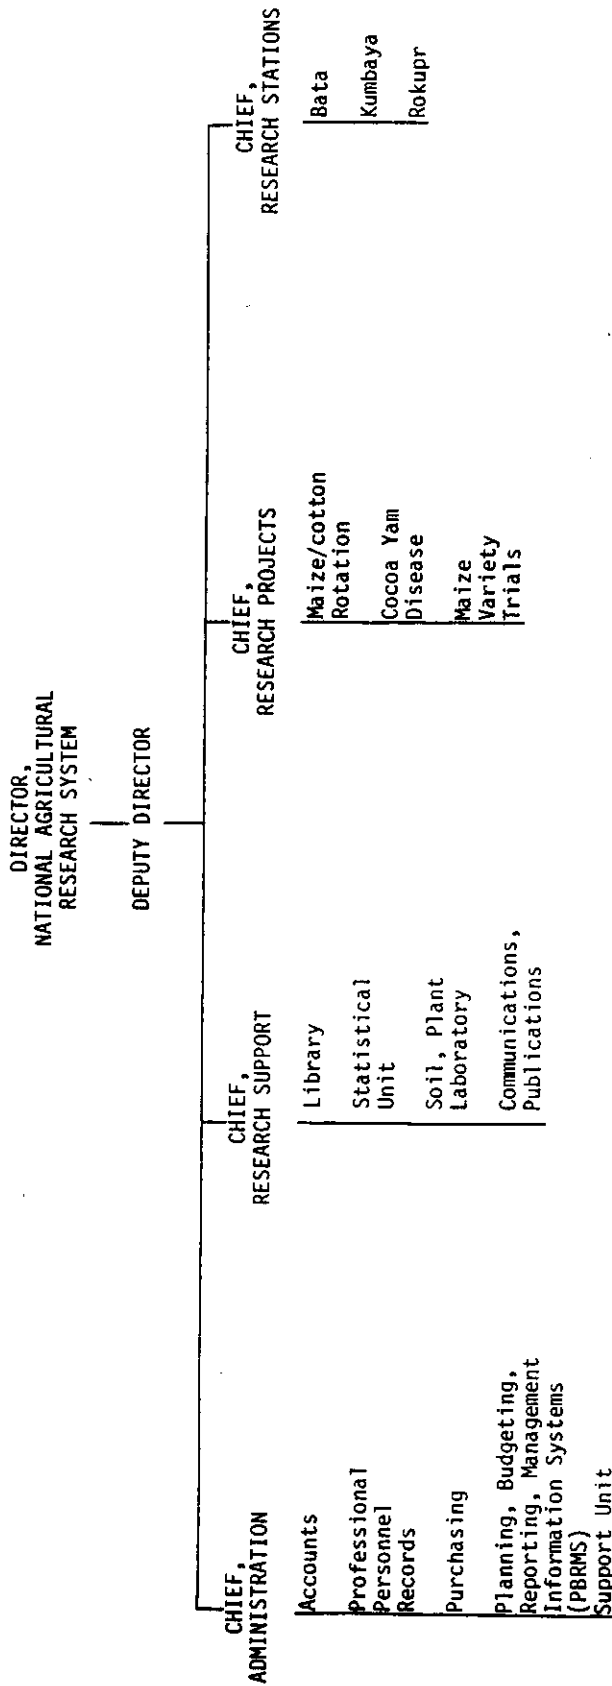 DIRECTOR,
NATIONAL AGRICULTURAL
RESEARCH SYSTEM
DEPUTY DIRECTOR
CHIEF,
ADMINISTRATION
Accounts
Professional
Personnel
Records
Purchasing
Planning, Budgeting,
Reporting, Management
Information Systems
(PBRMS)
Support Unit
CHIEF,
RESEARCH SUPPORT
Library
Statistical
Unit
Soil, Plant
Laboratory
Communications,
Publications
CHIEF,
RESEARCH PROJECTS
Maize/cotton
Rotation
Cocoa Yam
Disease
Maize
Variety
Trials
CHIEF,
RESEARCH STATIONS
Bata
Kumbaya
Rokupr